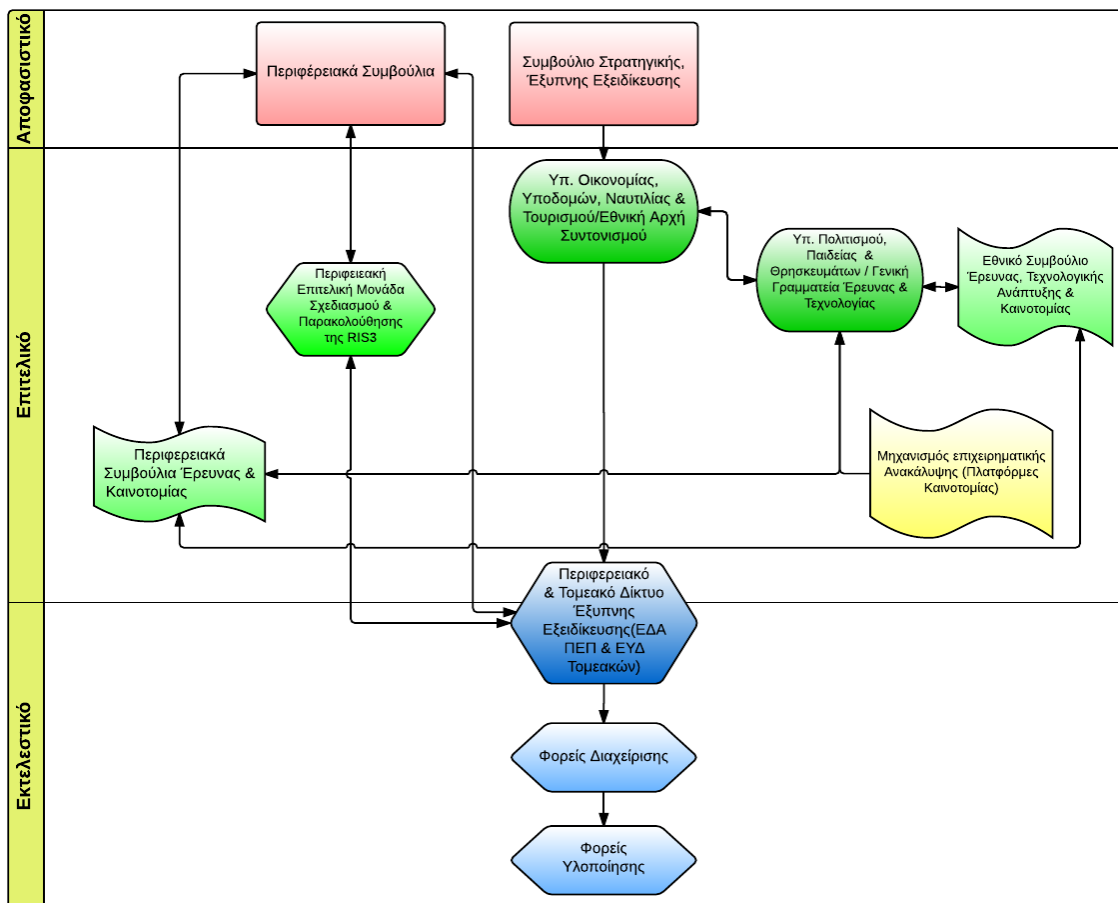 Αποφασιστικό
Περιφέρειακά Συμβούλια
Συμβούλιο Στρατηγικής,
Έξυπνης Εξειδίκευσης
Επιτελικό
Υπ. Οικονομίας,
Υποδομών, Ναυτιλίας &
Τουρισμού/Εθνική Αρχή
Συντονισμού
Υπ. Πολιτισμού,
Παιδείας &
Θρησκευμάτων / Γενική
Γραμματεία Έρευνας &
Τεχνολογίας
Εθνικό Συμβούλιο
Έρευνας, Τεχνολογικής
Ανάπτυξης &
Καινοτομίας
Περιφειεακή
Επιτελική Μονάδα
Σχεδιασμού &
Παρακολούθησης
της RIS3
Περιφερειακά
Συμβούλια Έρευνας &
Καινοτομίας
Μηχανισμός επιχειρηματικής
Ανακάλυψης (Πλατφόρμες
Καινοτομίας)
Εκτελεστικό
Περιφερειακό
& Τομεακό Δίκτυο
Έξυπνης
Εξειδίκευσης(ΕΔΑ
ΠΕΠ & ΕΥΔ
Τομεακών)
Φορείς Διαχείρισης
Φορείς
Υλοποίησης